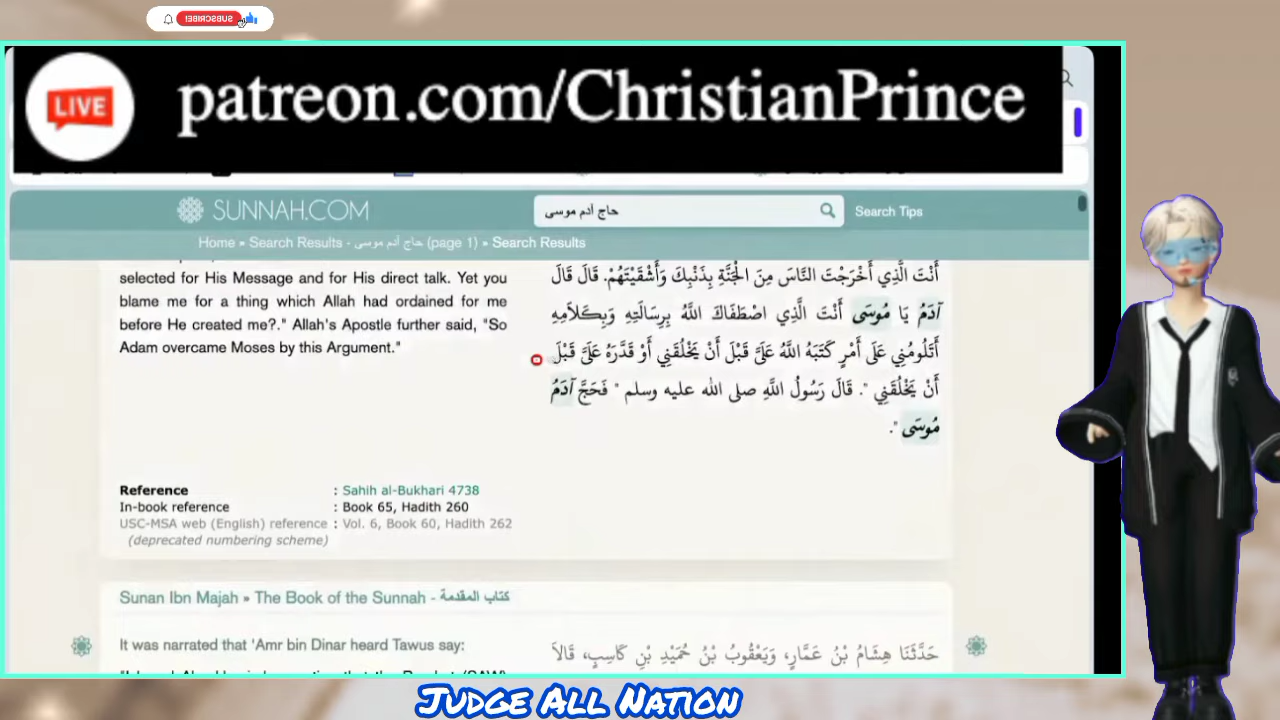 SUBSCRIBE!
LIVE
patreon.com/ChristianPrince
SUNNAH.COM
حاج آدم موسى
Search Tips
Home » Search Results - حاج آدم موسى (page 1) » Search Results
selected for His Message and for His direct talk. Yet you
blame me for a thing which Allah had ordained for me
before He created me?." Allah's Apostle further said, "So
Adam overcame Moses by this Argument."
أَنْتَ الَّذِي أَخْرَجْتَ النَّاسَ مِنَ الْجَنَّةِ بِذَنْبِكَ وَأَشْقَيْتَهُمْ. قَالَ قَالَ
آدَمُ يَا مُوسَى أَنْتَ الَّذِي اصْطَفَاكَ اللَّهُ بِرِسَالَتِهِ وَبِكَلاَمِهِ
أَتَلُومُنِي عَلَى أَمْرٍ كَتَبَهُ اللَّهُ عَلَىَّ قَبْلَ أَنْ يَخْلُقَنِي أَوْ قَدَّرَهُ عَلَىَّ قَبْلَ
أَنْ يَخْلُقَنِي ‏"‏‏.‏ قَالَ رَسُولُ اللَّهِ صلى الله عليه وسلم ‏"‏ فَحَجَّ آدَمُ
مُوسَى ‏"‏‏.‏
Reference : Sahih al-Bukhari 4738
In-book reference : Book 65, Hadith 260
USC-MSA web (English) reference : Vol. 6, Book 60, Hadith 262
(deprecated numbering scheme)
Sunan Ibn Majah » The Book of the Sunnah - كتاب المقدمة
It was narrated that 'Amr bin Dinar heard Tawus say:
حَدَّثَنَا هِشَامُ بْنُ عَمَّارٍ، وَيَعْقُوبُ بْنُ حُمَيْدِ بْنِ كَاسِبٍ، قَالاَ
Judge All Nation